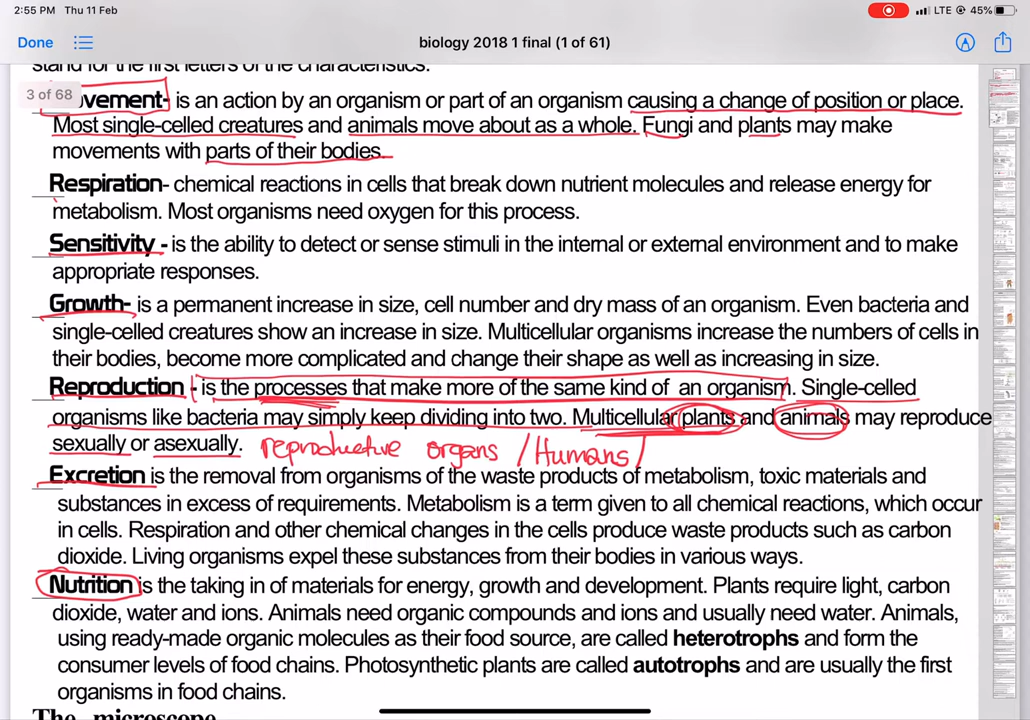 2:55 PM Thu 11 Feb
LTE 45%
Done
biology 2018 1 final (1 of 61)
stand for the first letters of the characteristics.
3 of 68
vement- is an action by an organism or part of an organism causing a change of position or place.
Most single-celled creatures and animals move about as a whole. Fungi and plants may make
movements with parts of their bodies.
Respiration- chemical reactions in cells that break down nutrient molecules and release energy for
metabolism. Most organisms need oxygen for this process.
Sensitivity - is the ability to detect or sense stimuli in the internal or external environment and to make
appropriate responses.
Growth- is a permanent increase in size, cell number and dry mass of an organism. Even bacteria and
single-celled creatures show an increase in size. Multicellular organisms increase the numbers of cells in
their bodies, become more complicated and change their shape as well as increasing in size.
Reproduction - is the processes that make more of the same kind of an organism. Single-celled
organisms like bacteria may simply keep dividing into two. Multicellular plants and animals may reproduce
sexually or asexually. reproductive organs / Humans /
Excretion is the removal from organisms of the waste products of metabolism, toxic materials and
substances in excess of requirements. Metabolism is a term given to all chemical reactions, which occur
in cells. Respiration and other chemical changes in the cells produce waste products such as carbon
dioxide. Living organisms expel these substances from their bodies in various ways.
Nutrition is the taking in of materials for energy, growth and development. Plants require light, carbon
dioxide, water and ions. Animals need organic compounds and ions and usually need water. Animals,
using ready-made organic molecules as their food source, are called heterotrophs and form the
consumer levels of food chains. Photosynthetic plants are called autotrophs and are usually the first
organisms in food chains.
The microscope